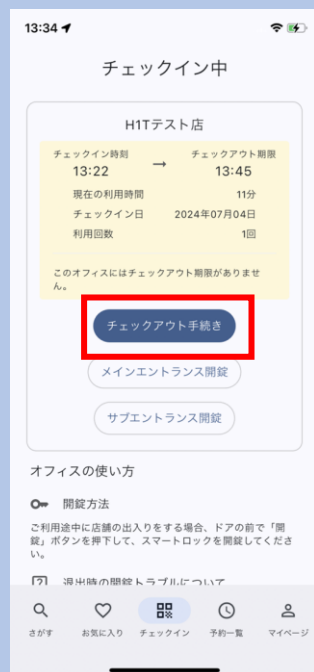 13:34
チェックイン中
H1Tテスト店
チェックイン時刻 → チェックアウト期限
13:22 13:45
現在の利用時間 11分
チェックイン日 2024年07月04日
利用回数 1回
このオフィスにはチェックアウト期限がありませ
ん。
チェックアウト手続き
メインエントランス開錠
サブエントランス開錠
オフィスの使い方
開錠方法
ご利用途中に店舗の出入りをする場合、ドアの前で「開
錠」ボタンを押下して、スマートロックを開錠してくださ
い。
退出時の開錠トラブルについて
さがす お気に入り チェックイン 予約一覧 マイページ